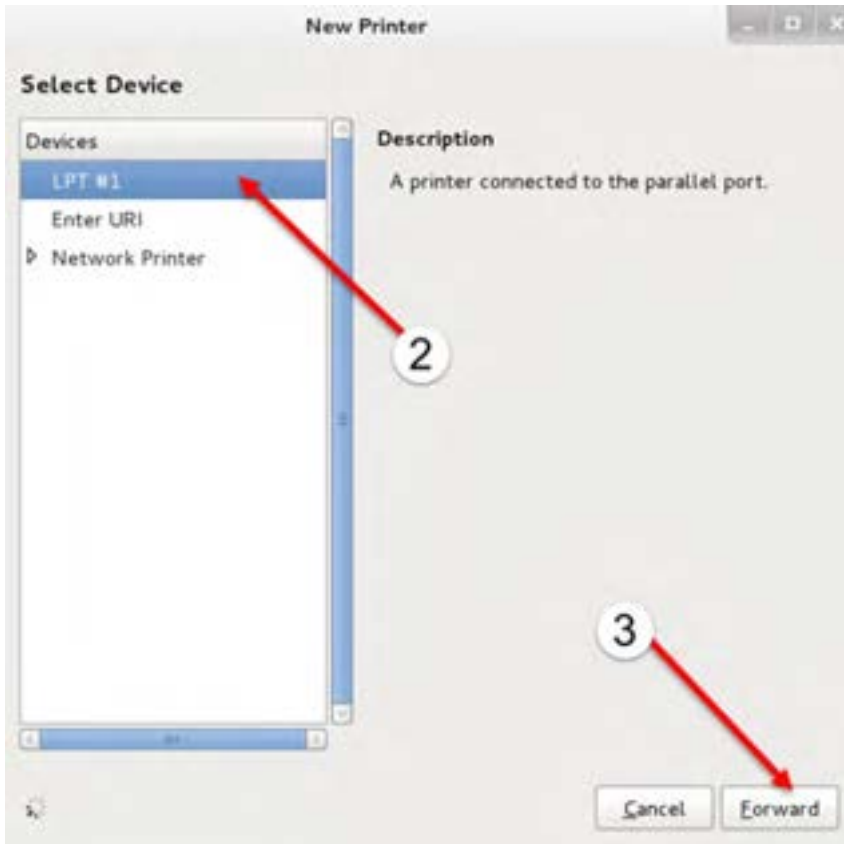 New Printer
Select Device
Devices
LPT #1
Enter URI
Network Printer
Description
A printer connected to the parallel port.
2
3
Cancel
Forward